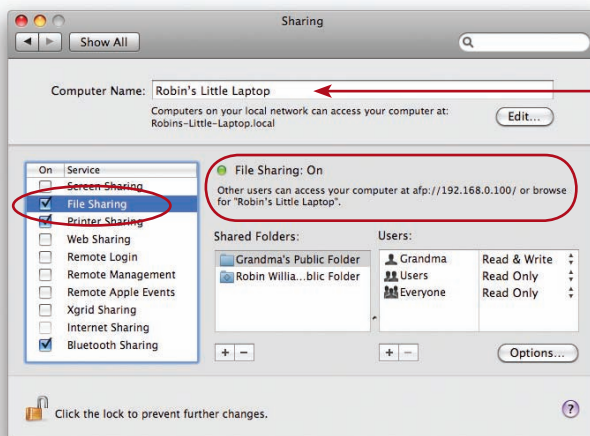 Sharing
Show All
Computer Name: Robin's Little Laptop
Computers on your local network can access your computer at:
Robins-Little-Laptop.local
Edit...
On Service
Screen Sharing
File Sharing
Printer Sharing
Web Sharing
Remote Login
Remote Management
Remote Apple Events
Xgrid Sharing
Internet Sharing
Bluetooth Sharing
File Sharing: On
Other users can access your computer at afp://192.168.0.100/ or browse
for "Robin's Little Laptop".
Shared Folders:
Grandma's Public Folder
Robin Willia...blic Folder
Users:
Grandma Read & Write
Users Read Only
Everyone Read Only
+ −
+ −
Options...
Click the lock to prevent further changes.
?